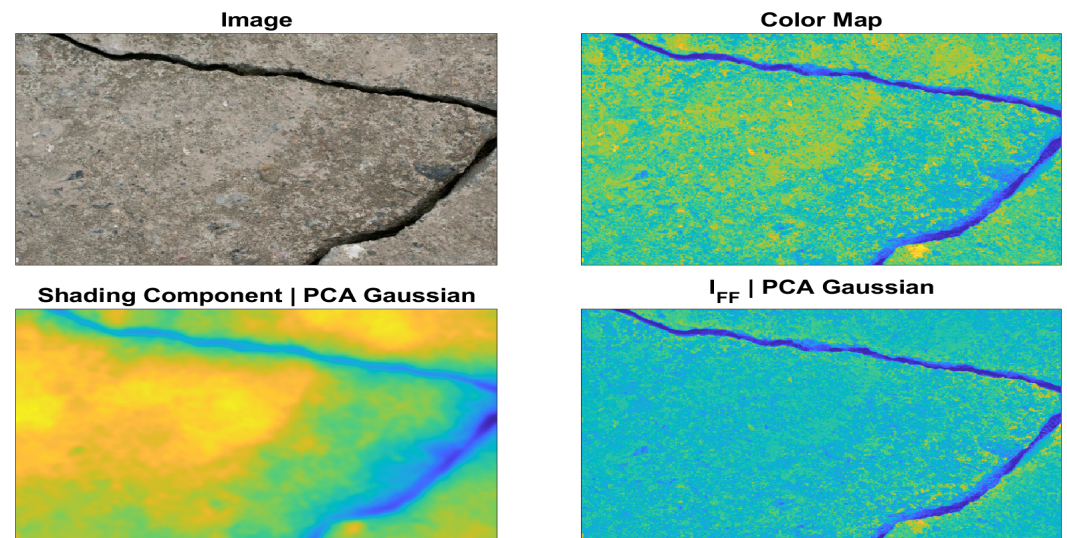 Image
Color Map
Shading Component | PCA Gaussian
I_FF | PCA Gaussian